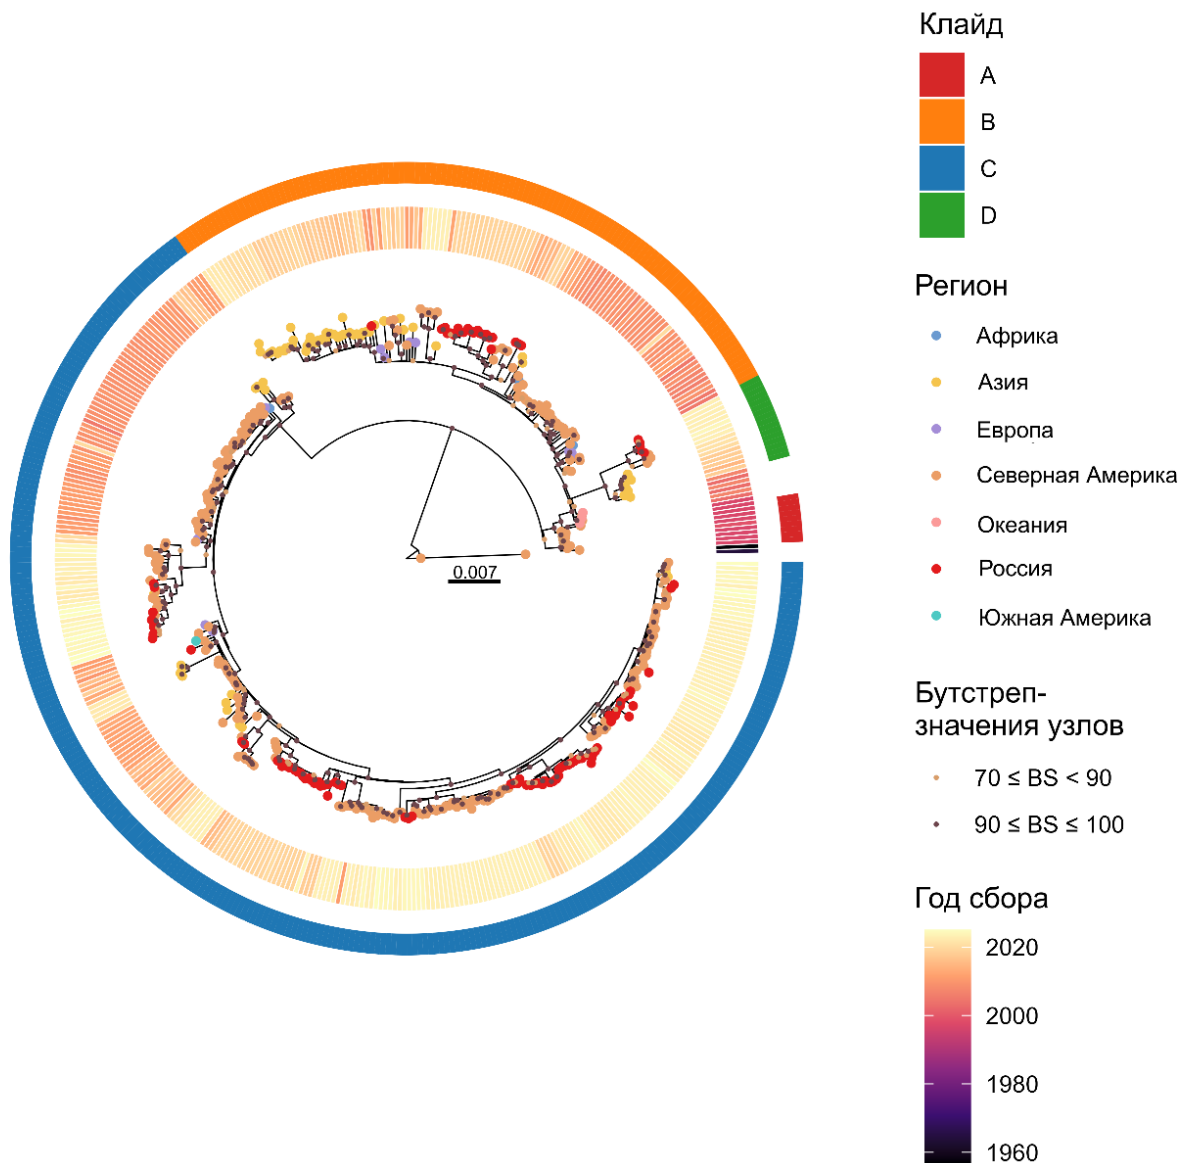 Клайд
A
B
C
D
Регион
Африка
Азия
Европа
Северная Америка
Океания
Россия
Южная Америка
Бутстреп-
значения узлов
70 ≤ BS < 90
90 ≤ BS ≤ 100
Год сбора
2020
2000
1980
1960
0.007